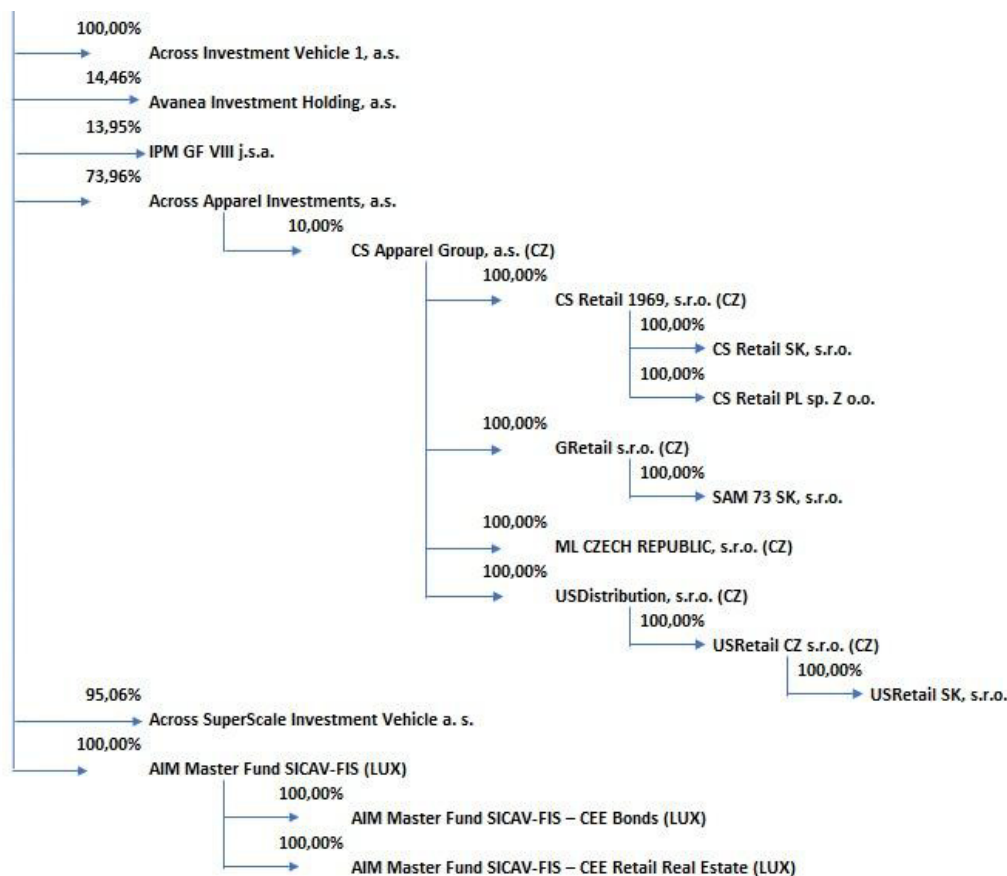 100,00%
Across Investment Vehicle 1, a.s.
14,46%
Avanea Investment Holding, a.s.
13,95%
IPM GF VIII j.s.a.
73,96%
Across Apparel Investments, a.s.
10,00%
CS Apparel Group, a.s. (CZ)
100,00%
CS Retail 1969, s.r.o. (CZ)
100,00%
CS Retail SK, s.r.o.
100,00%
CS Retail PL sp. Z o.o.
100,00%
GRetail s.r.o. (CZ)
100,00%
SAM 73 SK, s.r.o.
100,00%
ML CZECH REPUBLIC, s.r.o. (CZ)
100,00%
USDistribution, s.r.o. (CZ)
100,00%
USRetail CZ s.r.o. (CZ)
100,00%
USRetail SK, s.r.o.
95,06%
Across SuperScale Investment Vehicle a. s.
100,00%
AIM Master Fund SICAV-FIS (LUX)
100,00%
AIM Master Fund SICAV-FIS – CEE Bonds (LUX)
100,00%
AIM Master Fund SICAV-FIS – CEE Retail Real Estate (LUX)